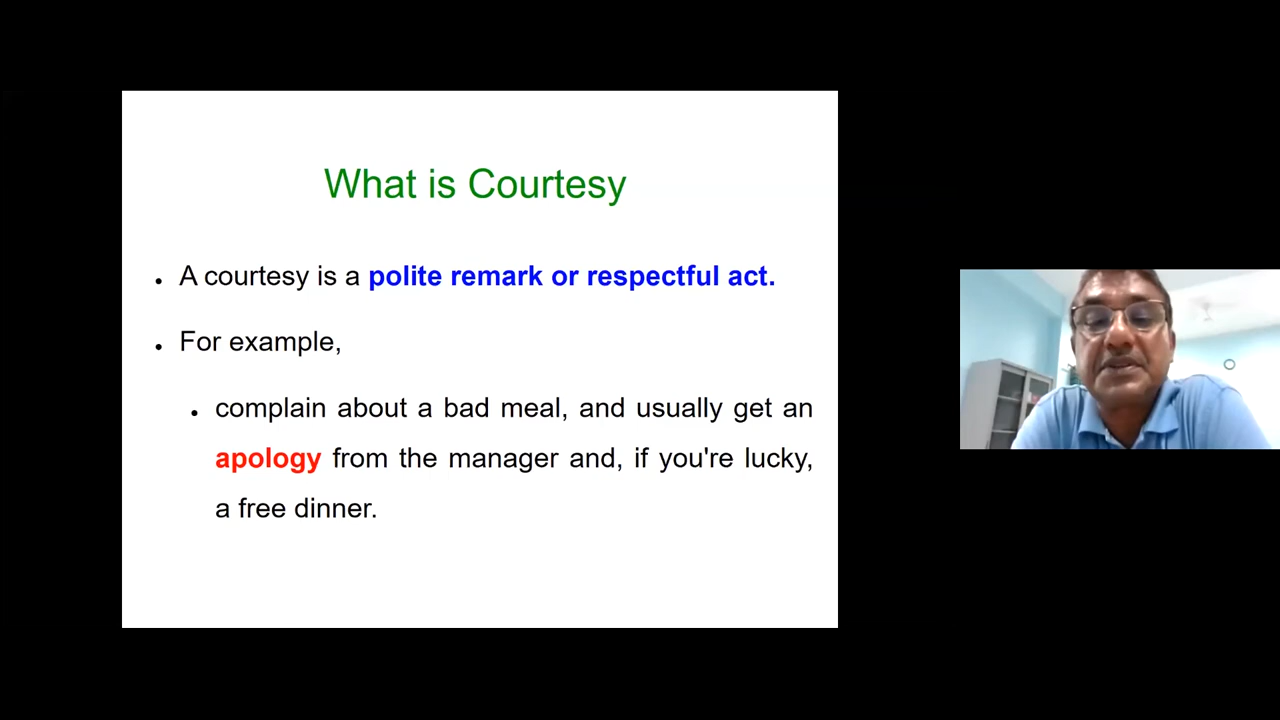 What is Courtesy
• A courtesy is a polite remark or respectful act.
• For example,
• complain about a bad meal, and usually get an
apology from the manager and, if you're lucky,
a free dinner.